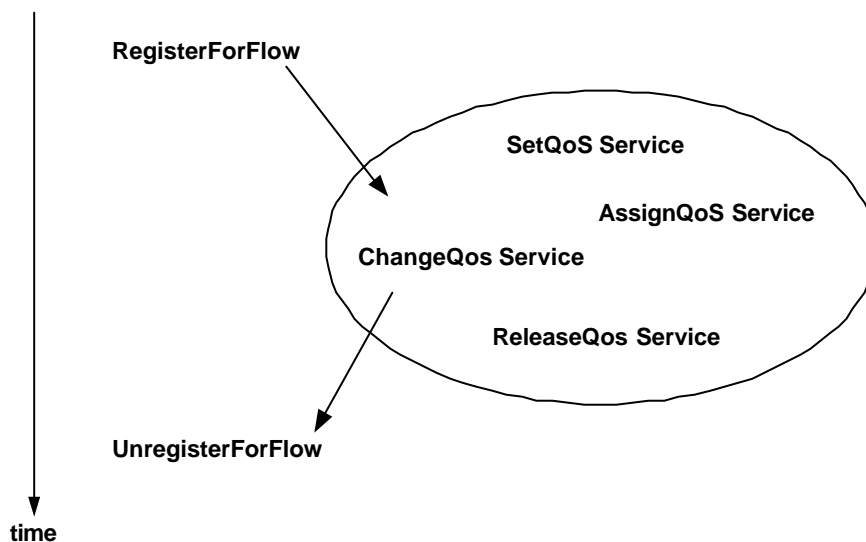 RegisterForFlow
SetQoS Service
AssignQoS Service
ChangeQos Service
ReleaseQos Service
UnregisterForFlow
time